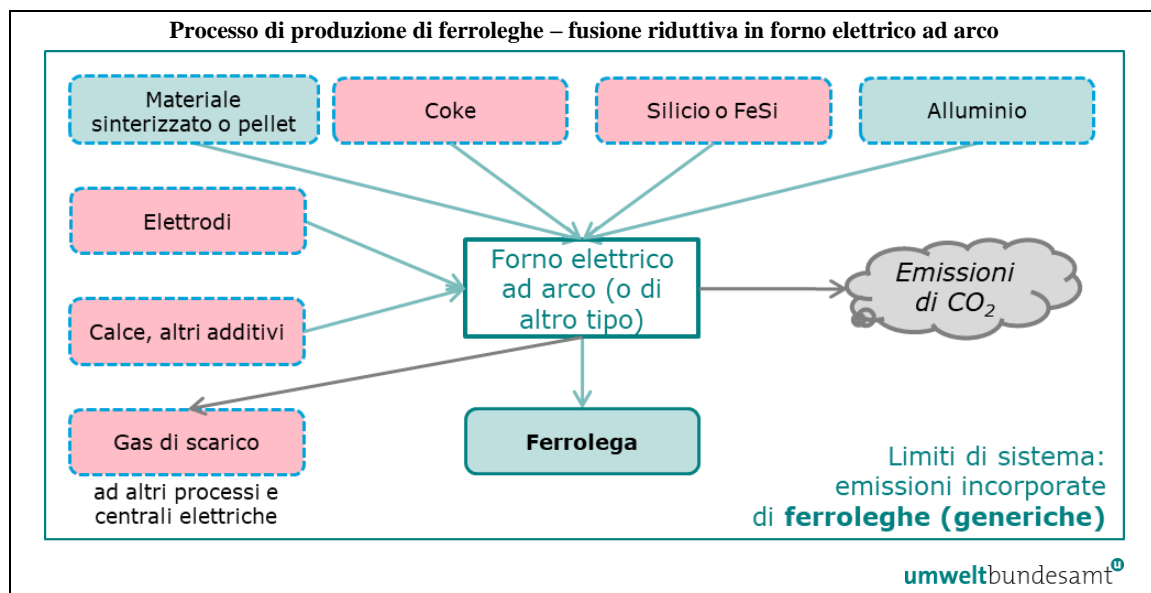 Processo di produzione di ferroleghe – fusione riduttiva in forno elettrico ad arco
Materiale
sinterizzato o pellet
Coke
Silicio o FeSi
Alluminio
Elettrodi
Forno elettrico
ad arco (o di
altro tipo)
Emissioni
di CO2
Calce, altri additivi
Gas di scarico
ad altri processi e
centrali elettriche
Ferrolega
Limiti di sistema:
emissioni incorporate
di ferroleghe (generiche)
umweltbundesamt u